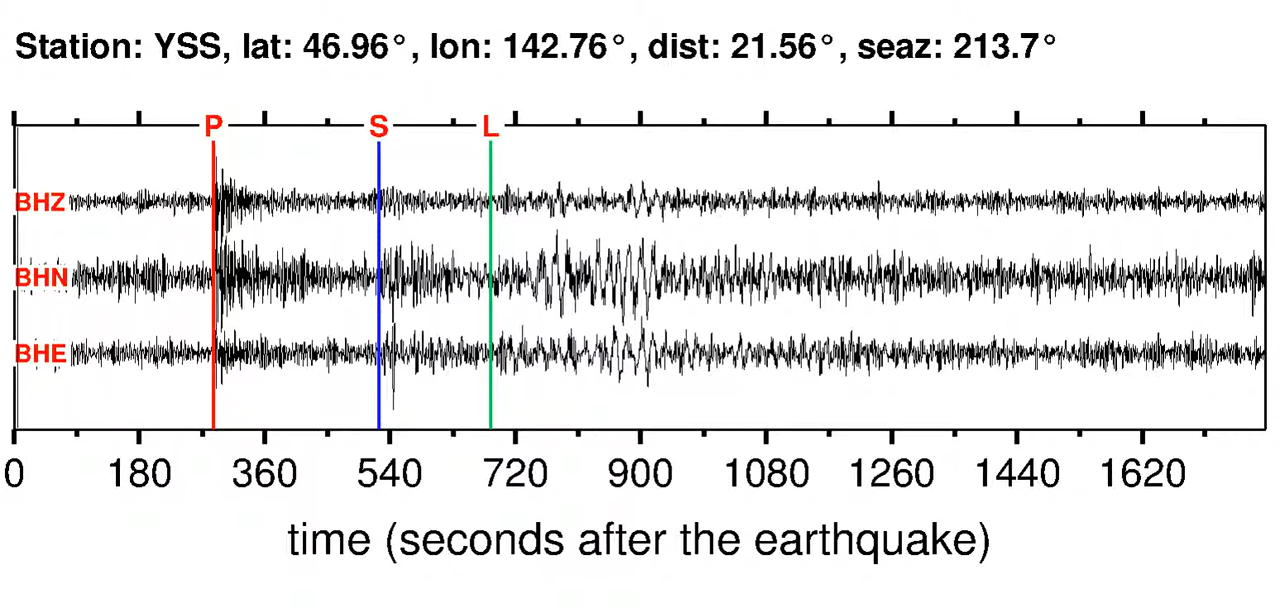 Station: YSS, lat: 46.96°, lon: 142.76°, dist: 21.56°, seaz: 213.7°
P S L
BHZ
BHN
BHE
0 180 360 540 720 900 1080 1260 1440 1620
time (seconds after the earthquake)